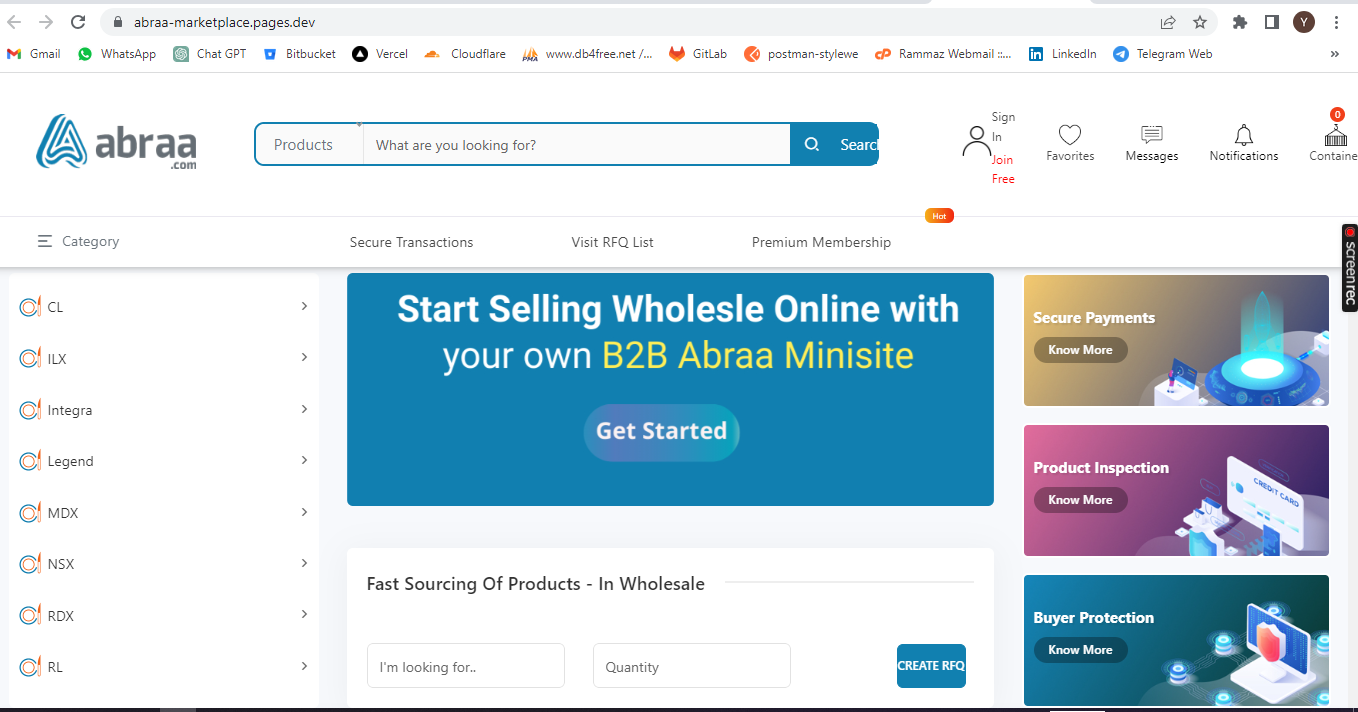 abraa-marketplace.pages.dev
Y
Gmail
WhatsApp
Chat GPT
Bitbucket
Vercel
Cloudflare
www.db4free.net /...
GitLab
postman-stylewe
Rammaz Webmail ::...
LinkedIn
Telegram Web
»
abraa
.com
Products
What are you looking for?
Search
Sign
In
Join
Free
Favorites
Messages
Notifications
0
Containe
Category
Secure Transactions
Visit RFQ List
Premium Membership
Hot
screenrec
CL
ILX
Integra
Legend
MDX
NSX
RDX
RL
Start Selling Wholesle Online with
your own B2B Abraa Minisite
Get Started
Fast Sourcing Of Products - In Wholesale
I'm looking for..
Quantity
CREATE RFQ
Secure Payments
Know More
Product Inspection
Know More
CREDIT CARD
Buyer Protection
Know More